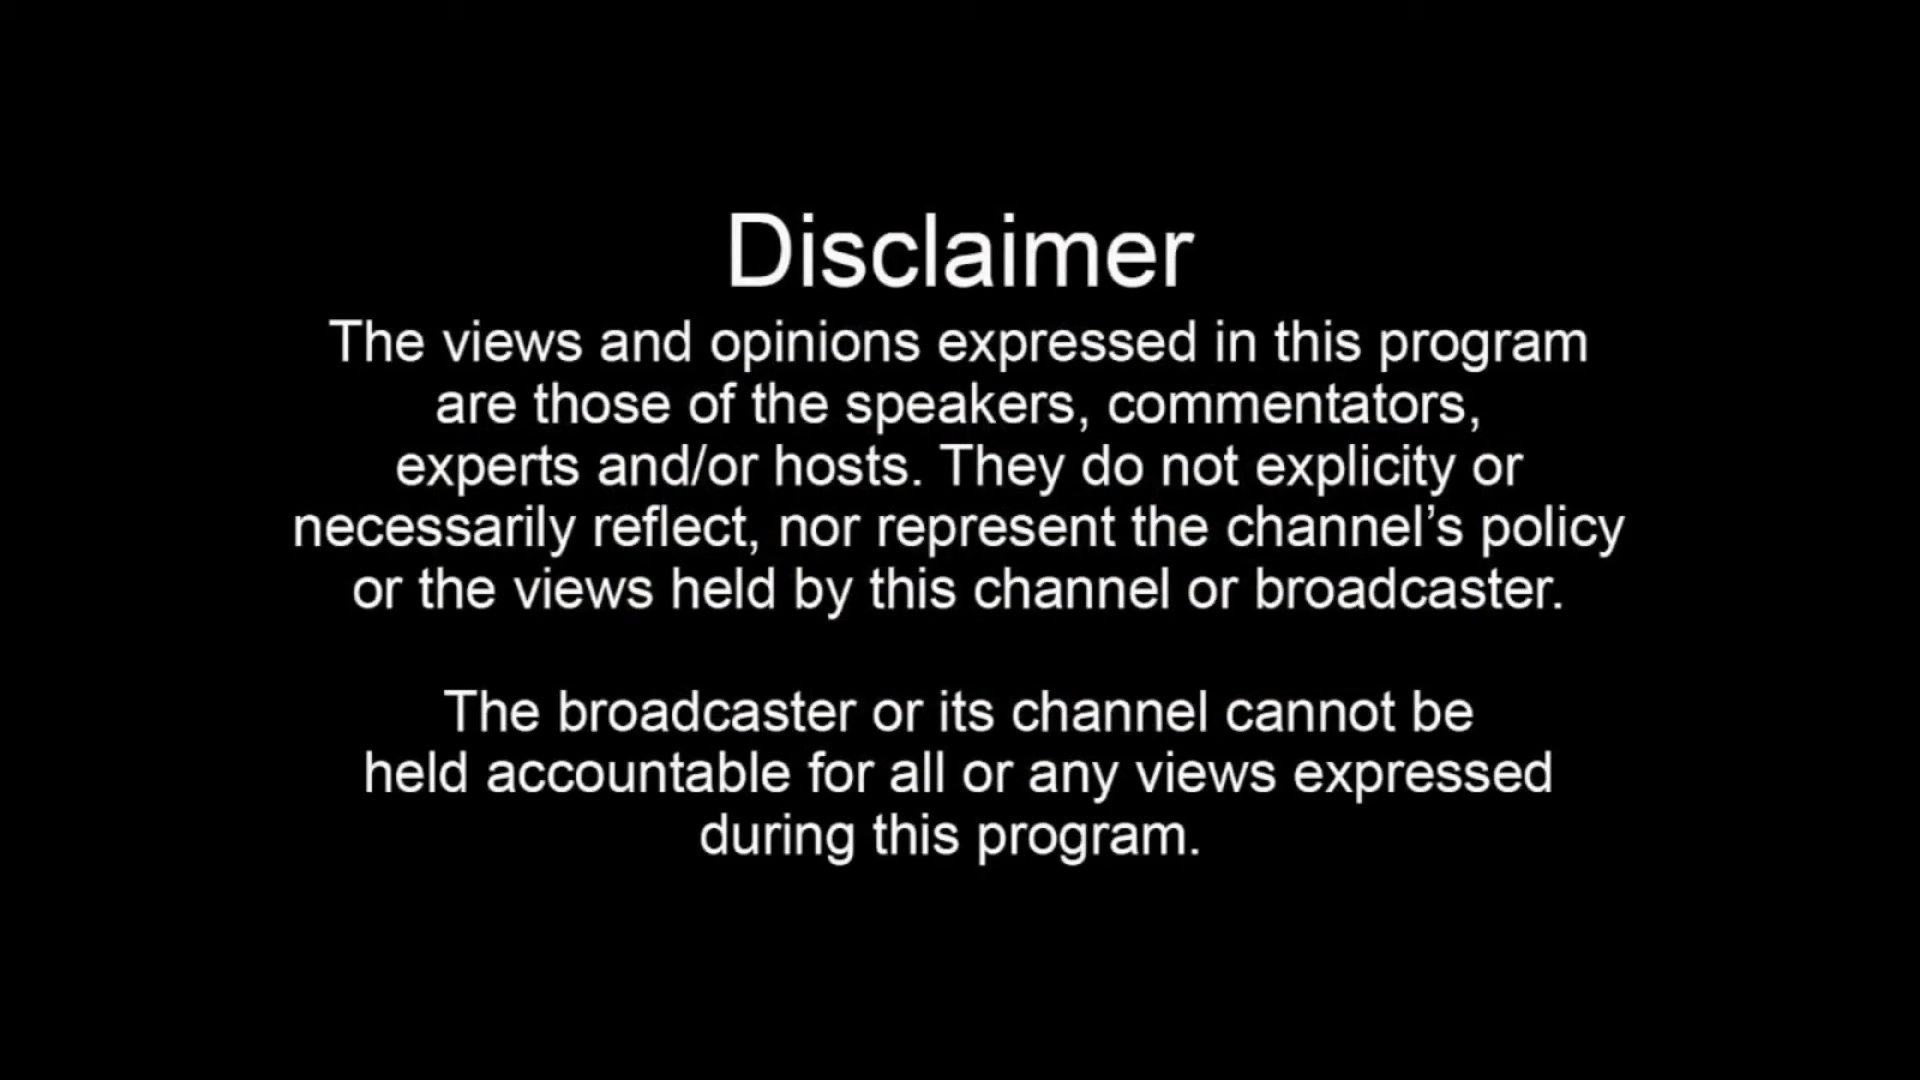 Disclaimer
The views and opinions expressed in this program
are those of the speakers, commentators,
experts and/or hosts. They do not explicity or
necessarily reflect, nor represent the channel’s policy
or the views held by this channel or broadcaster.
The broadcaster or its channel cannot be
held accountable for all or any views expressed
during this program.